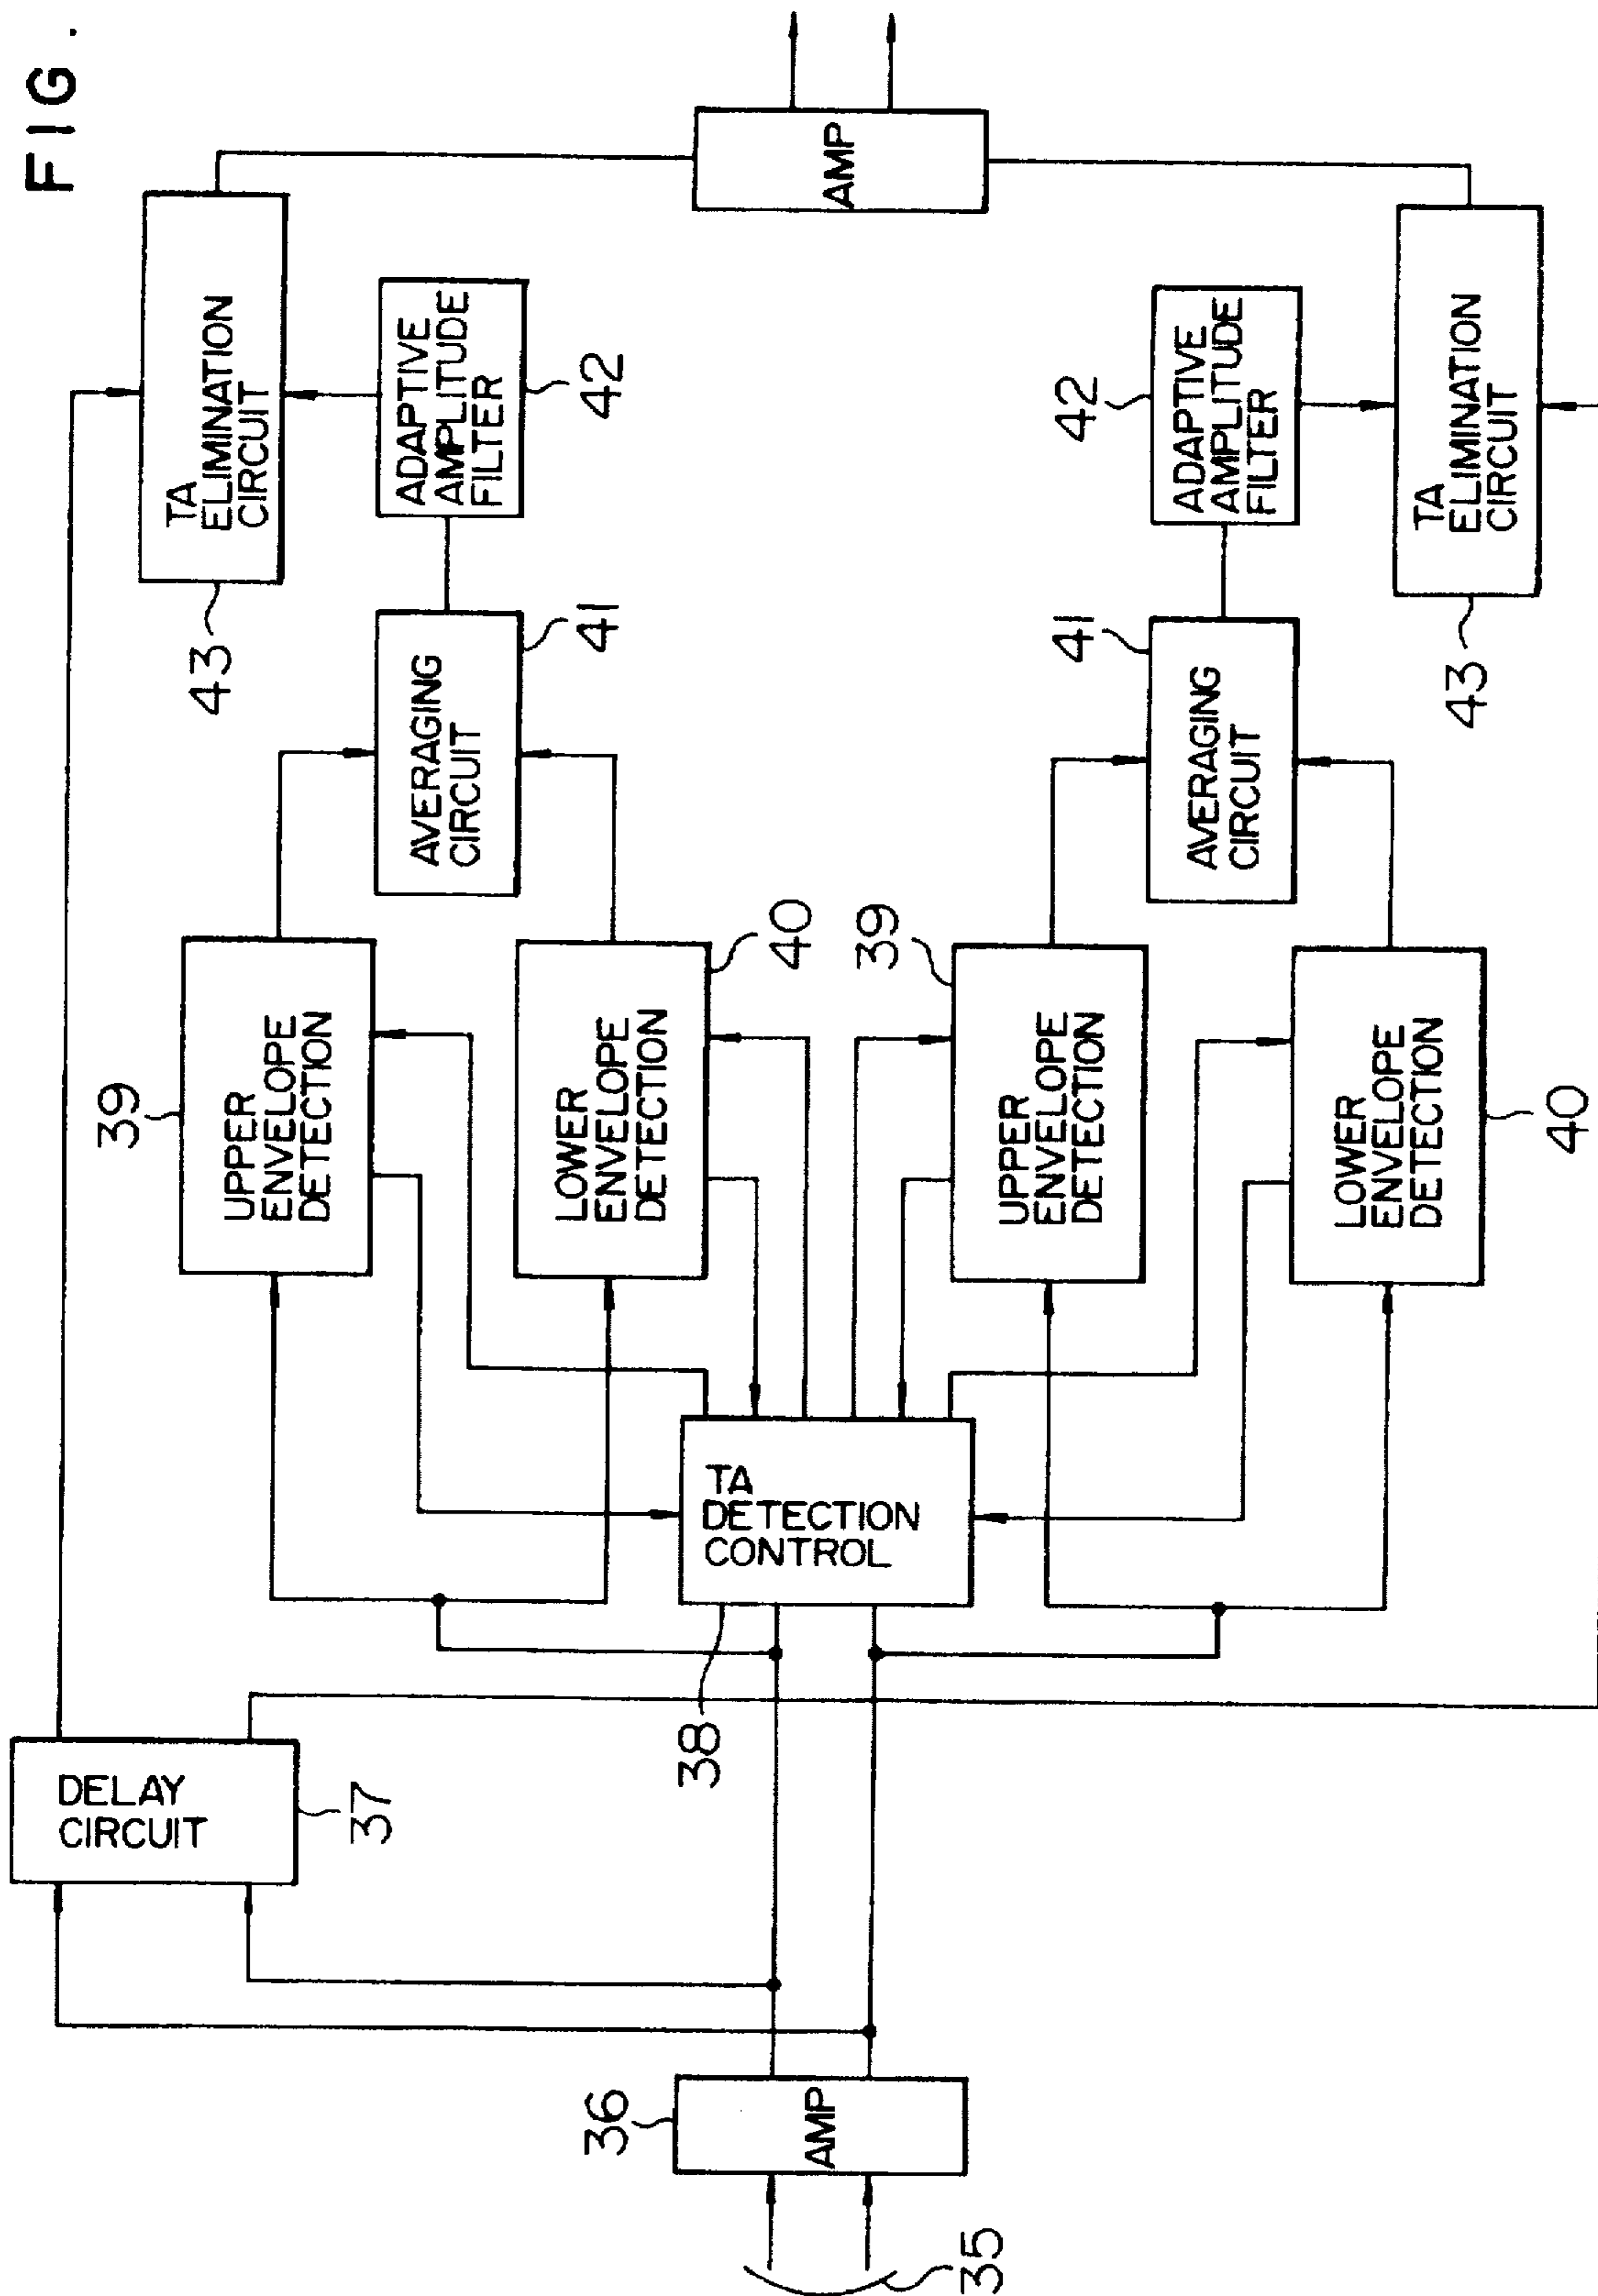 FIG.
DELAY
CIRCUIT
37
36
AMP
35
38
TA
DETECTION
CONTROL
39
UPPER
ENVELOPE
DETECTION
LOWER
ENVELOPE
DETECTION
40
39
UPPER
ENVELOPE
DETECTION
LOWER
ENVELOPE
DETECTION
40
AVERAGING
CIRCUIT
41
41
AVERAGING
CIRCUIT
ADAPTIVE
AMPLITUDE
FILTER
42
42
ADAPTIVE
AMPLITUDE
FILTER
TA
ELIMINATION
CIRCUIT
43
TA
ELIMINATION
CIRCUIT
43
AMP